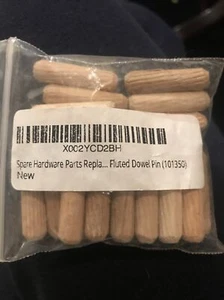 X002YCD2BH
Spare Hardware Parts Repla... Fluted Dowel Pin (101350)
New